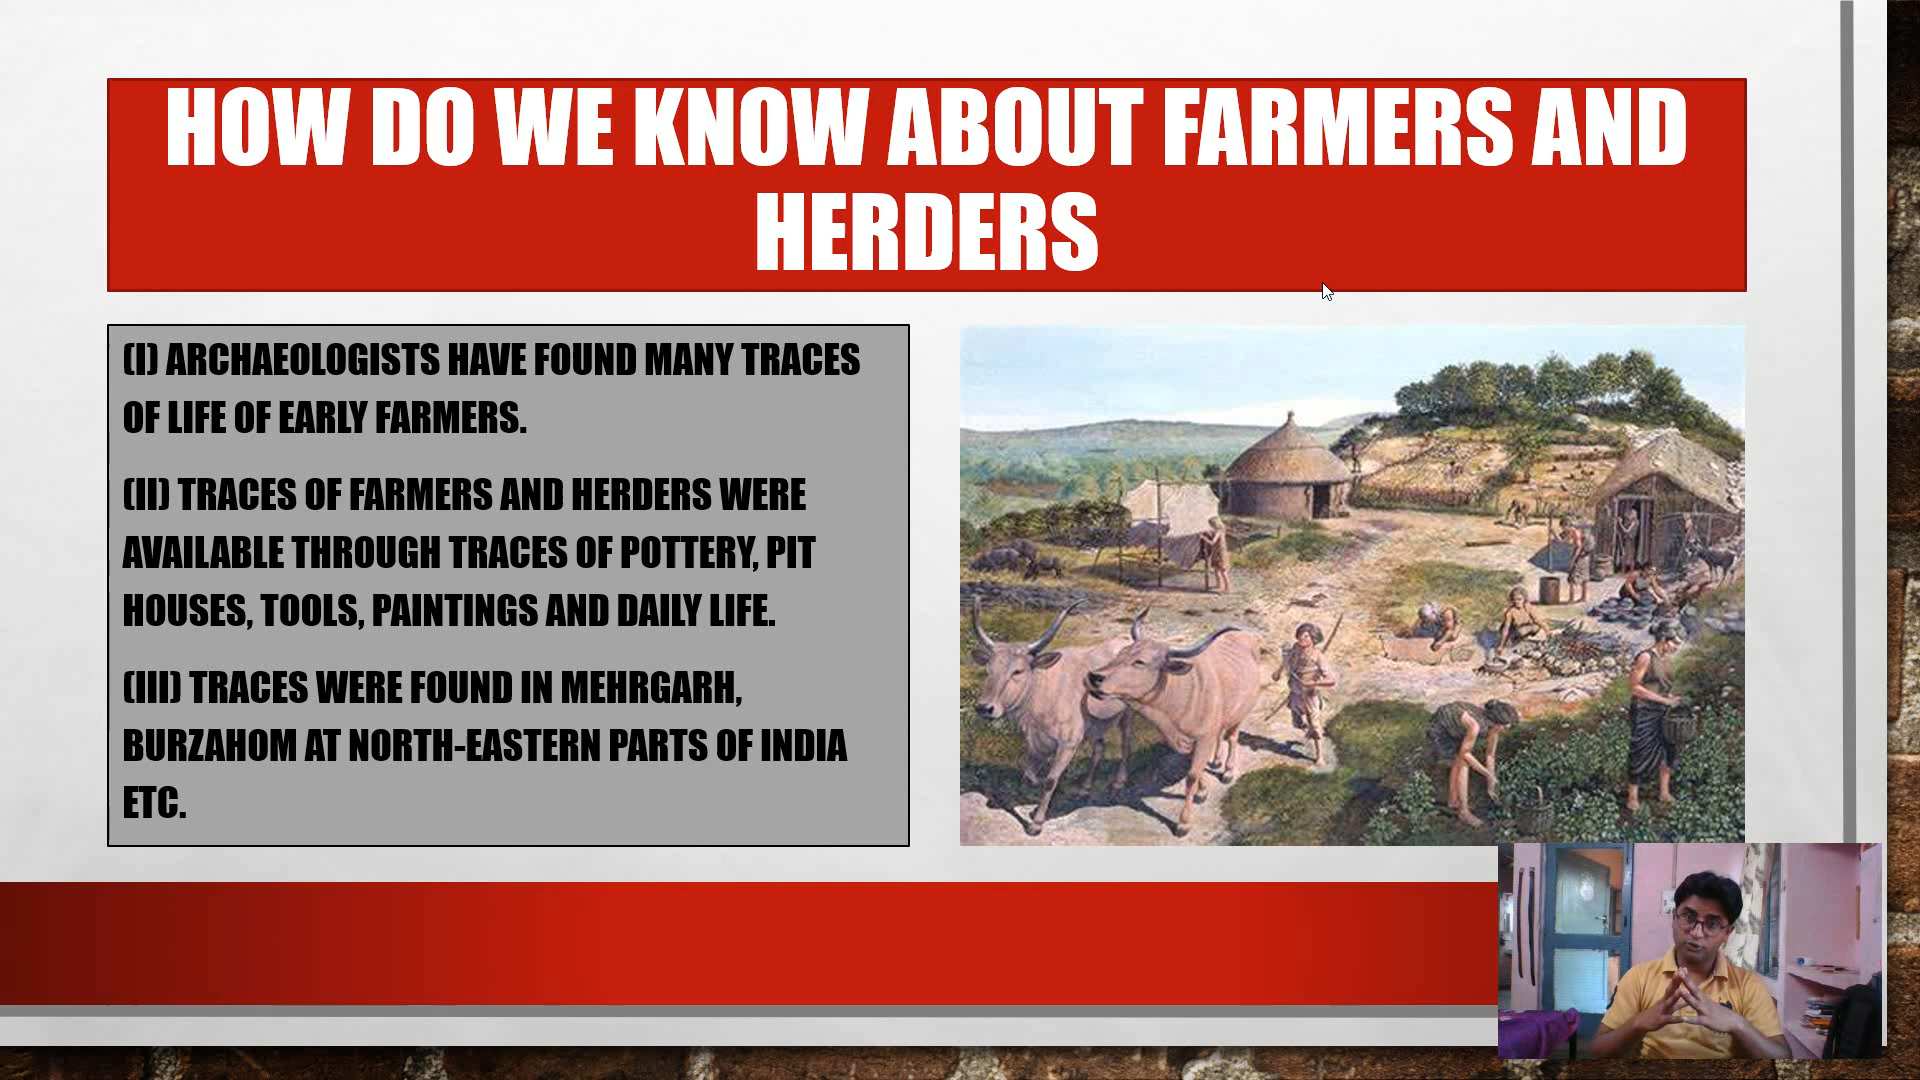 HOW DO WE KNOW ABOUT FARMERS AND
HERDERS
(I) ARCHAEOLOGISTS HAVE FOUND MANY TRACES
OF LIFE OF EARLY FARMERS.
(II) TRACES OF FARMERS AND HERDERS WERE
AVAILABLE THROUGH TRACES OF POTTERY, PIT
HOUSES, TOOLS, PAINTINGS AND DAILY LIFE.
(III) TRACES WERE FOUND IN MEHRGARH,
BURZAHOM AT NORTH-EASTERN PARTS OF INDIA
ETC.